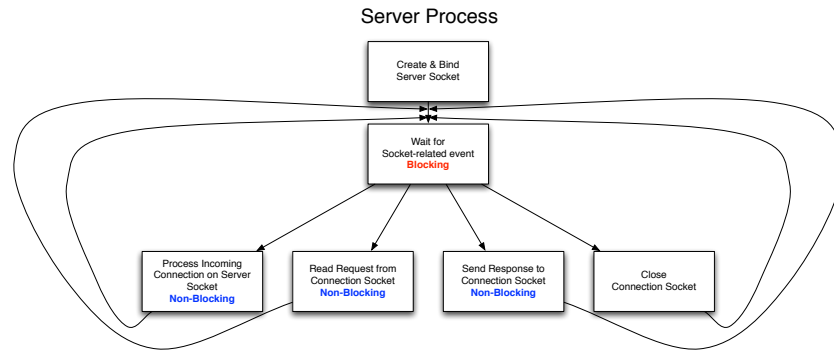 Server Process
Create & Bind
Server Socket
Wait for
Socket-related event
Blocking
Process Incoming
Connection on Server
Socket
Non-Blocking
Read Request from
Connection Socket
Non-Blocking
Send Response to
Connection Socket
Non-Blocking
Close
Connection Socket